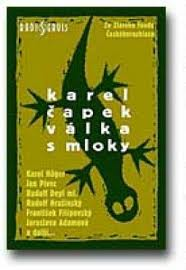 RADIOSERVIS
Ze Zlatého Fondu
Českého rozhlasu
karel
čapek
válka
s mloky
Karel Höger
Jan Pivec
Rudolf Deyl ml.
Rudolf Hrušínský
František Filipovský
Jaroslava Adamová
a další...